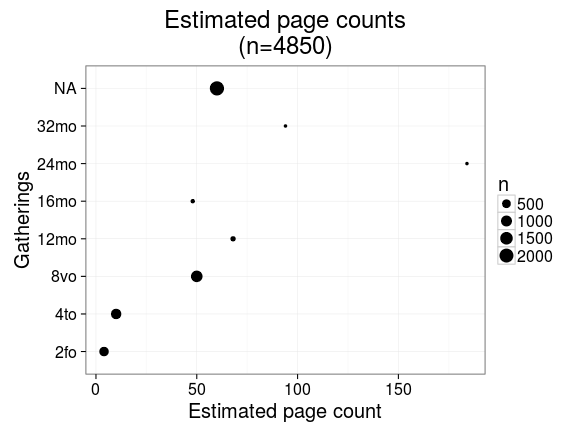 Estimated page counts
(n=4850)
NA
32mo
24mo
16mo
12mo
8vo
4to
2fo
Gatherings
0
50
100
150
Estimated page count
n
500
1000
1500
2000